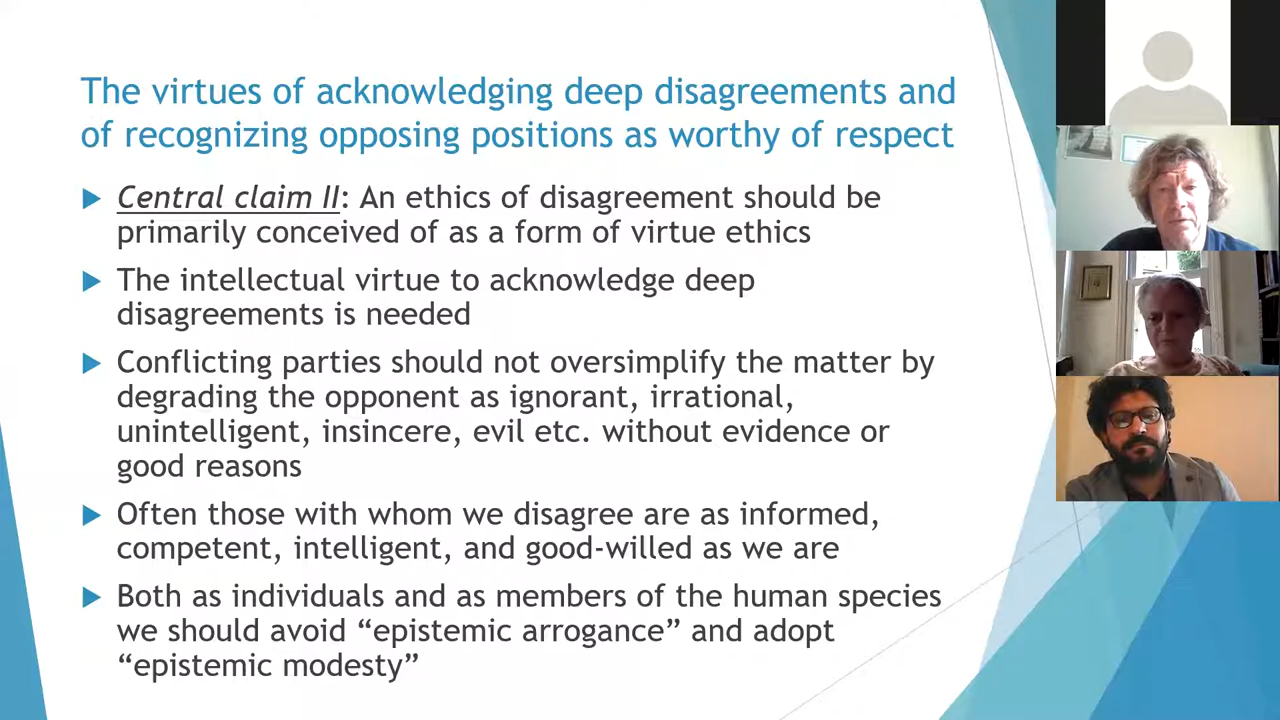 The virtues of acknowledging deep disagreements and
of recognizing opposing positions as worthy of respect
Central claim II: An ethics of disagreement should be
primarily conceived of as a form of virtue ethics
The intellectual virtue to acknowledge deep
disagreements is needed
Conflicting parties should not oversimplify the matter by
degrading the opponent as ignorant, irrational,
unintelligent, insincere, evil etc. without evidence or
good reasons
Often those with whom we disagree are as informed,
competent, intelligent, and good-willed as we are
Both as individuals and as members of the human species
we should avoid “epistemic arrogance” and adopt
“epistemic modesty”